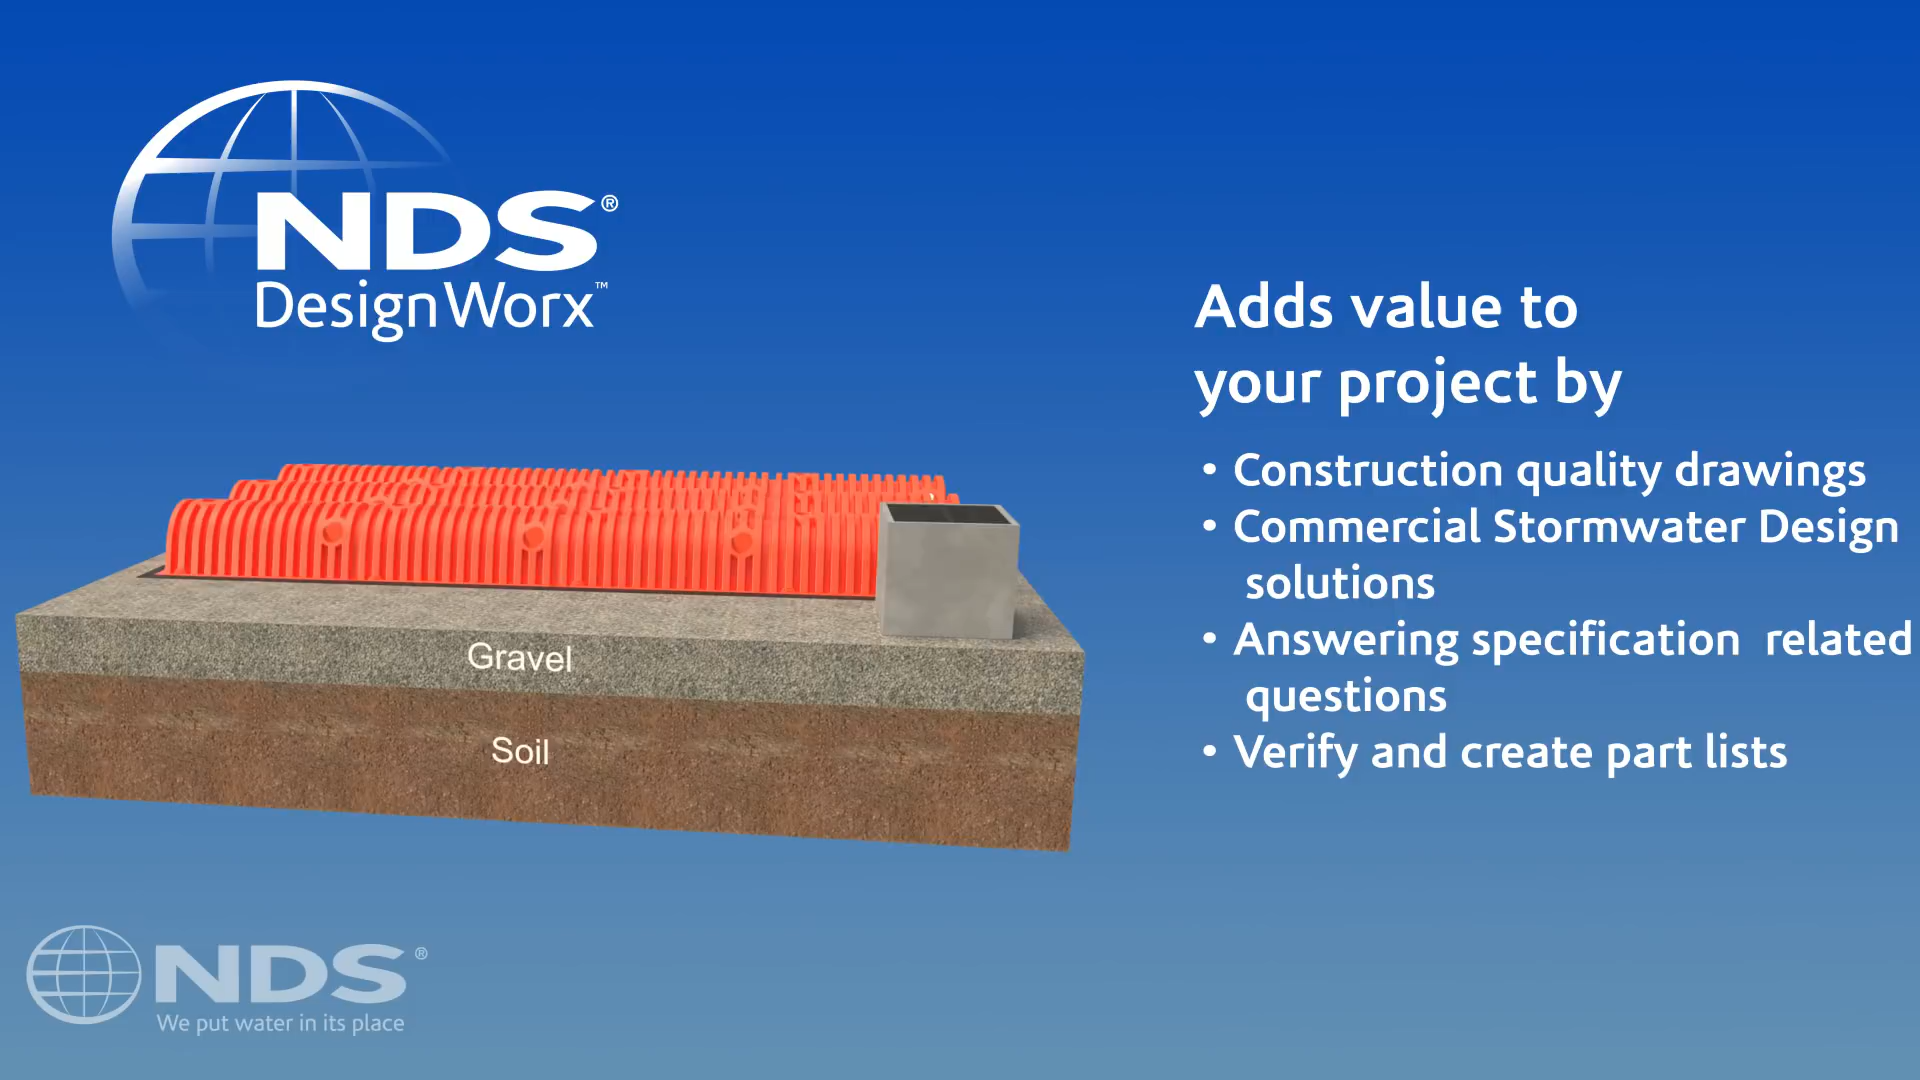 NDS®
DesignWorx™
Adds value to
your project by
• Construction quality drawings
• Commercial Stormwater Design
solutions
• Answering specification related
questions
• Verify and create part lists
Gravel
Soil
NDS®
We put water in its place